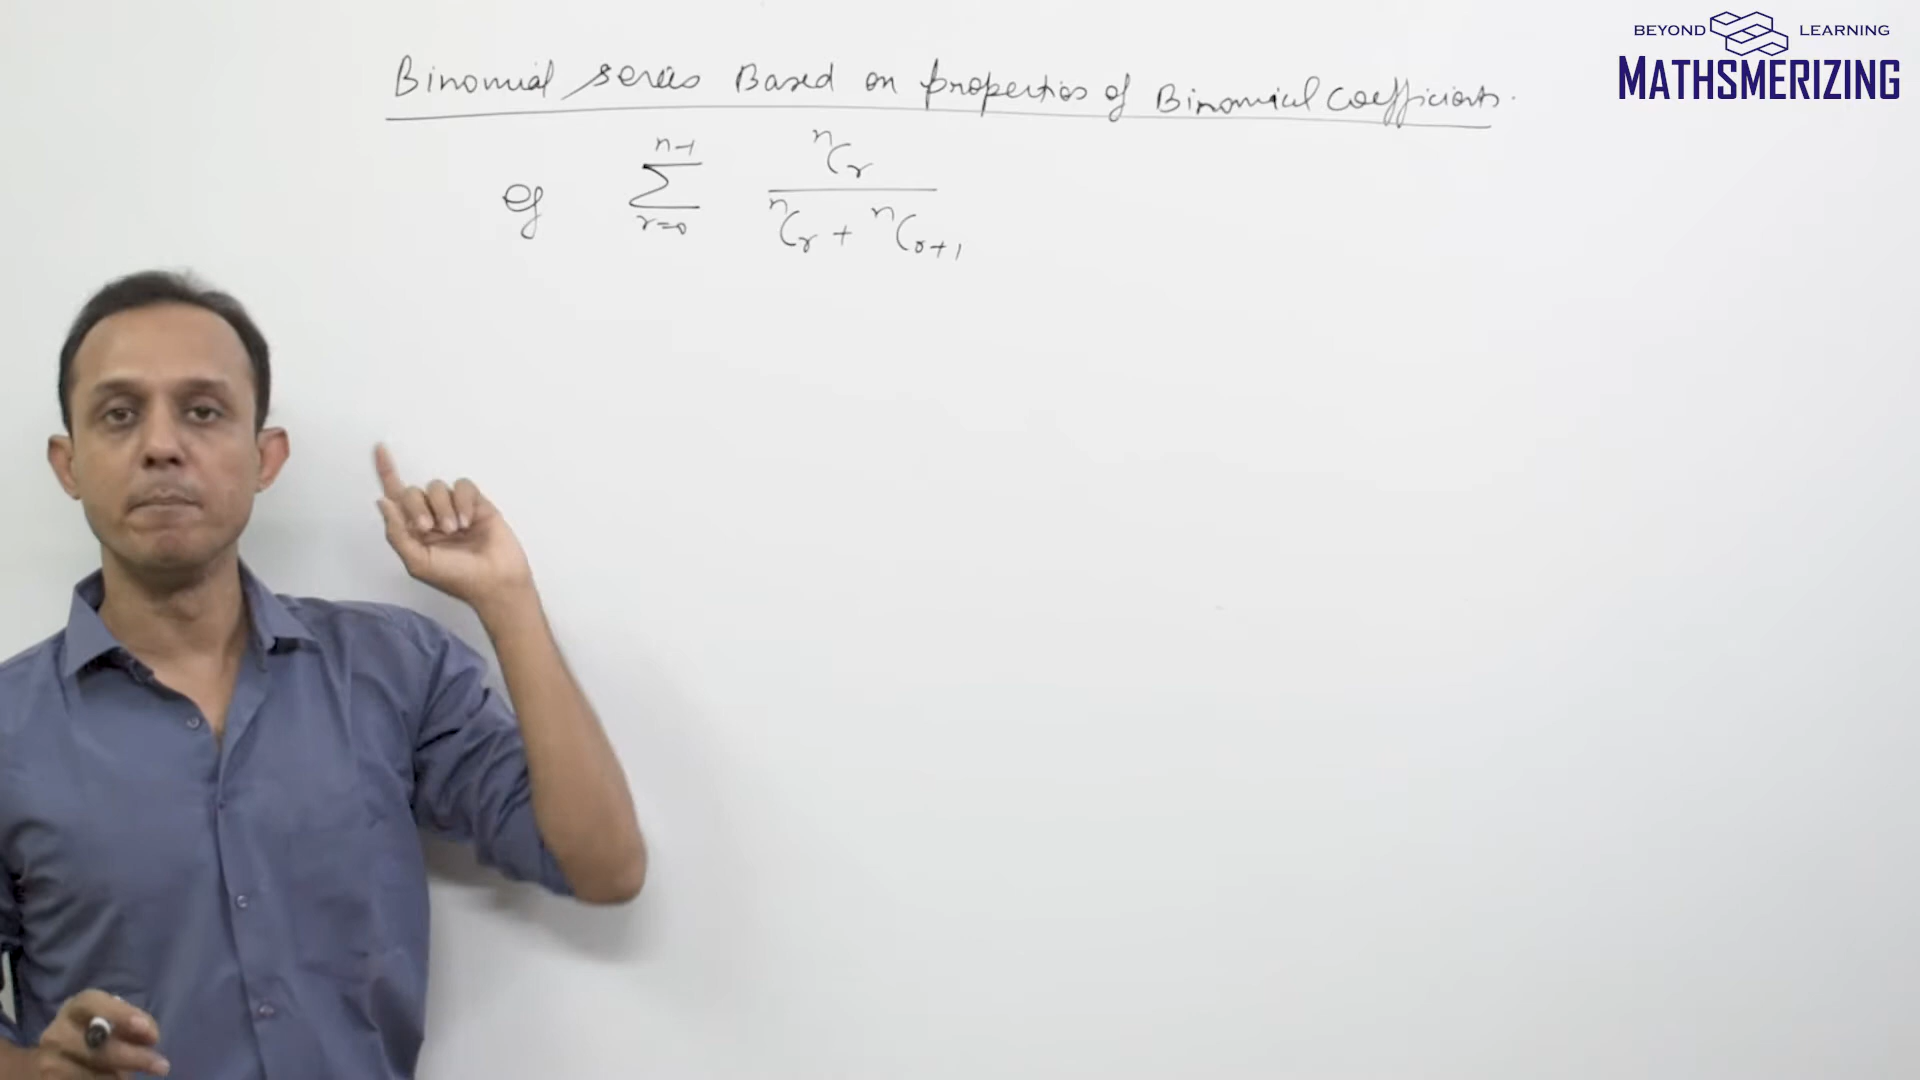 BEYOND LEARNING
MATHSMERIZING
Binomial series Based on properties of Binomial coefficients.
eg ∑_{r=0}^{n-1} ⁿCᵣ / (ⁿCᵣ + ⁿCᵣ₊₁)